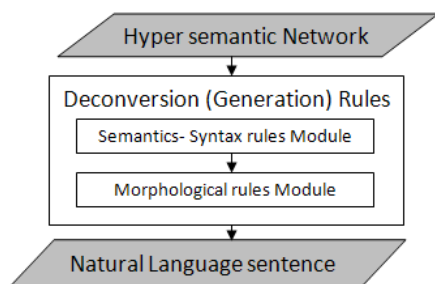 Hyper semantic Network
Deconversion (Generation) Rules
Semantics- Syntax rules Module
Morphological rules Module
Natural Language sentence